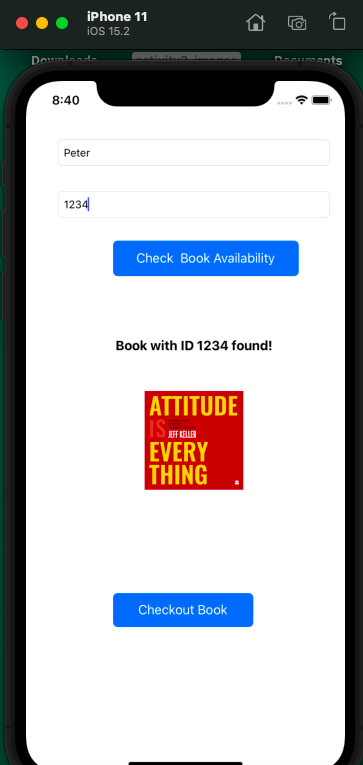 iPhone 11
iOS 15.2
Downloads
Documents
8:40
Peter
1234
Check  Book Availability
Book with ID 1234 found!
ATTITUDE
IS
JEFF KELLER
EVERY
THING
Checkout Book